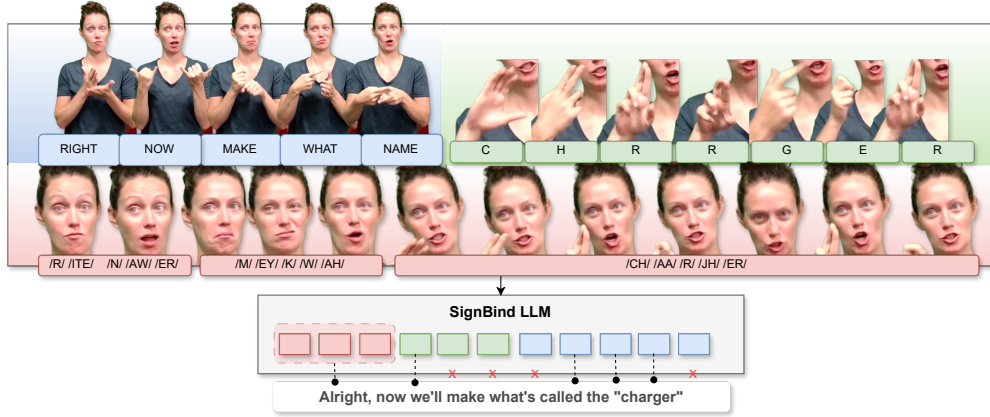 RIGHT NOW MAKE WHAT NAME C H R R G E R
/R/ /ITE/ /N/ /AW/ /ER/ /M/ /EY/ /K/ /W/ /AH/ /CH/ /AA/ /R/ /JH/ /ER/
SignBind LLM
x x x x
Alright, now we'll make what's called the "charger"